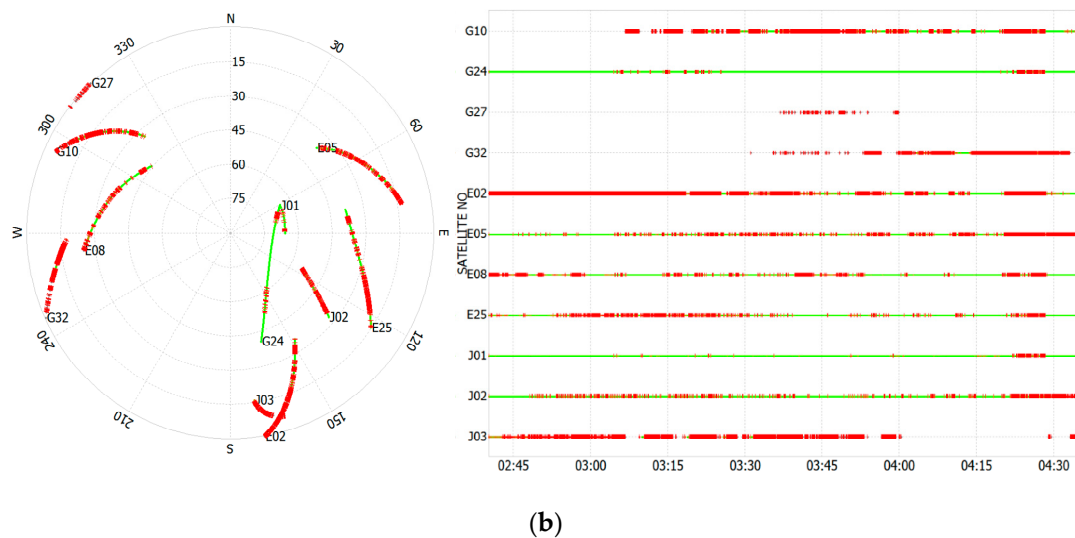 N
330
30
15
30
45
60
75
300
60
G27
G10
E05
J01
W
E
E08
G32
J02
E25
G24
240
120
J03
E02
210
150
S
SATELLITE NO
G10
G24
G27
G32
E02
E05
E08
E25
J01
J02
J03
02:45 03:00 03:15 03:30 03:45 04:00 04:15 04:30
(b)